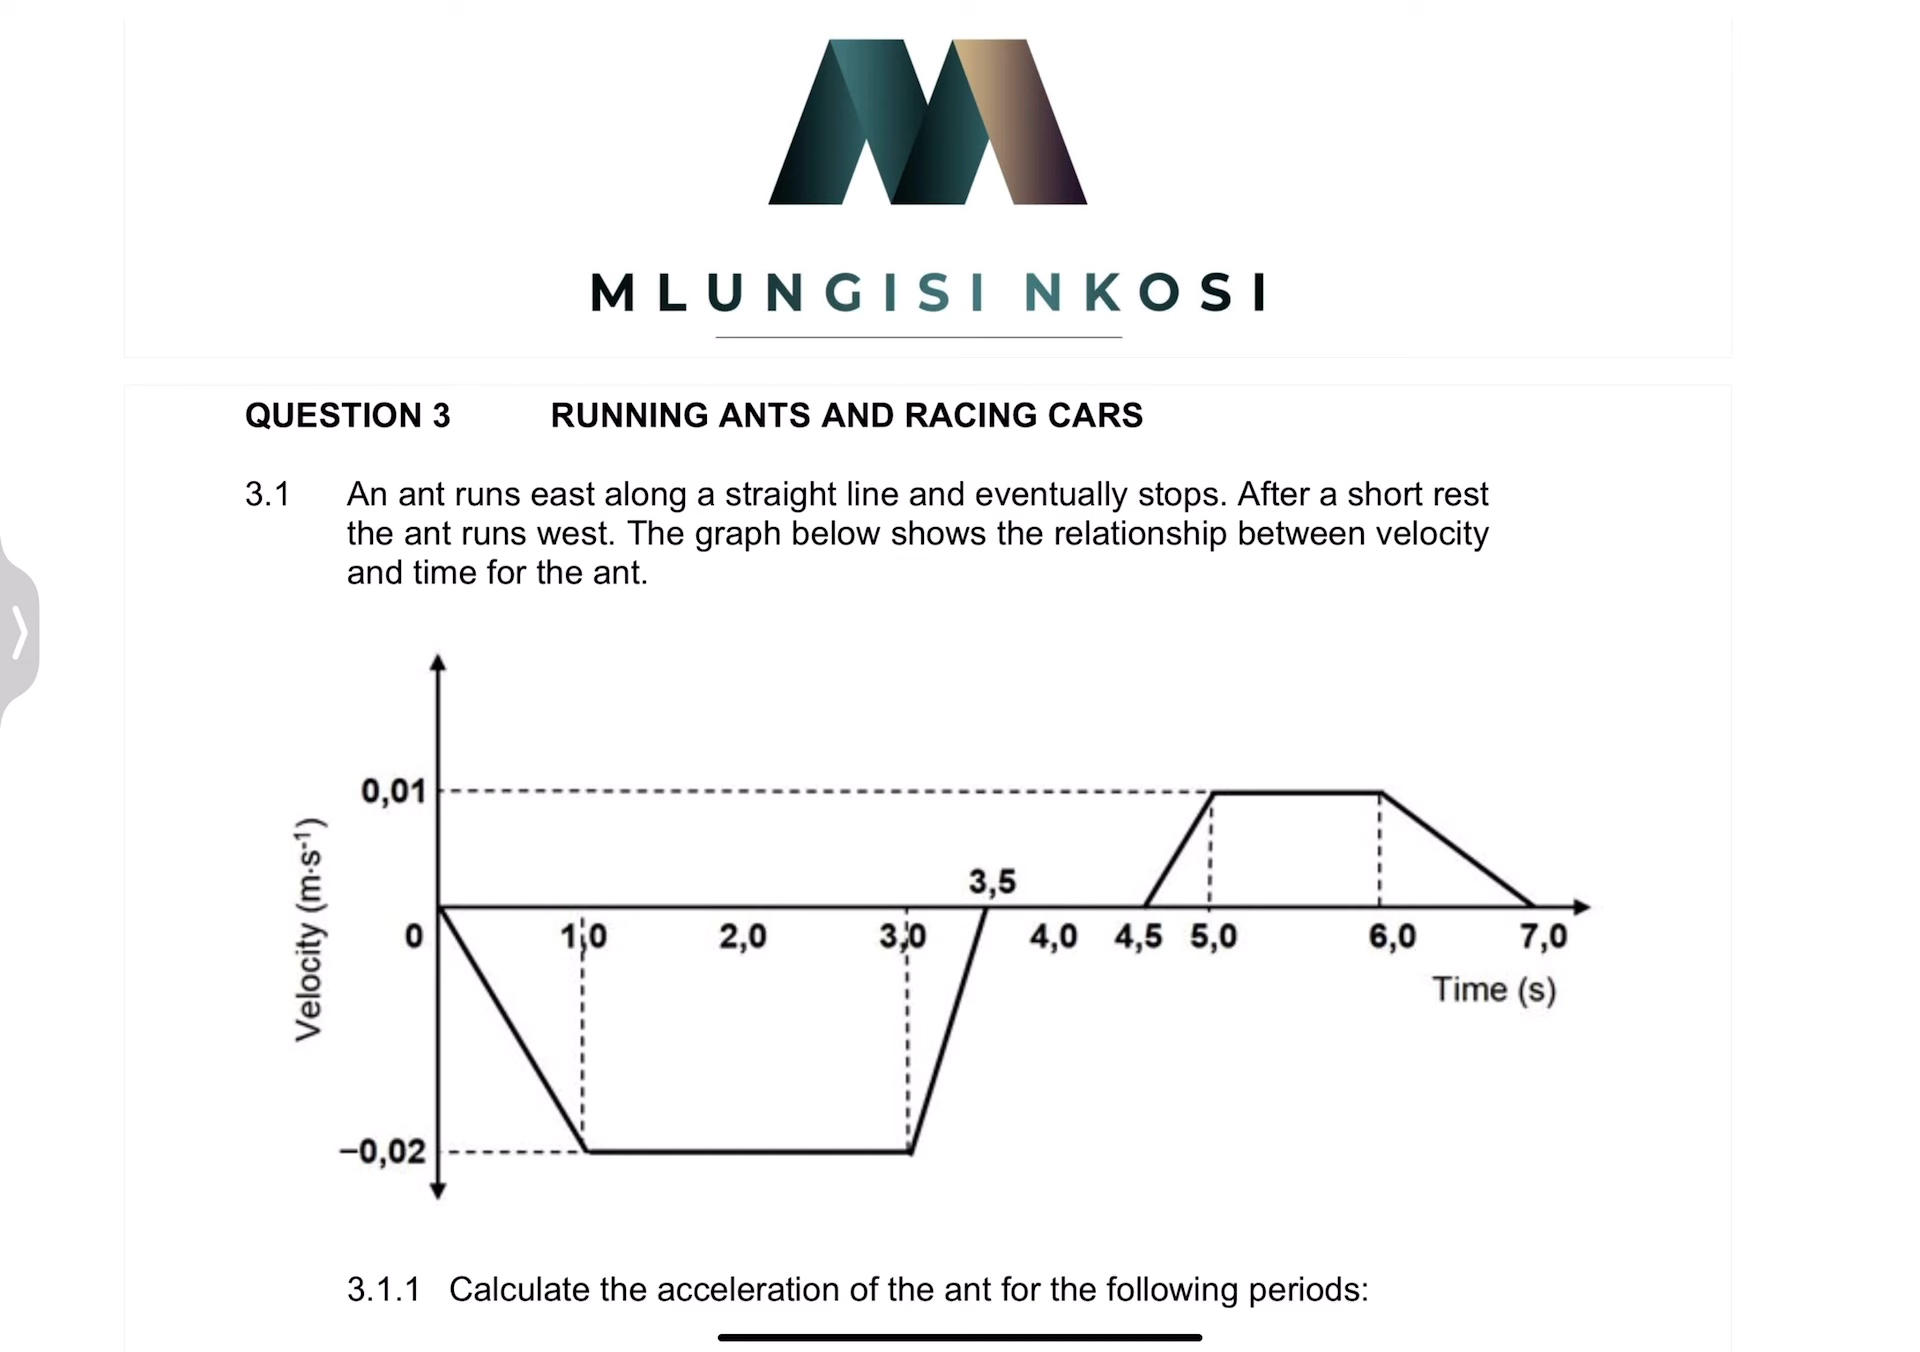 MLUNGISI NKOSI
QUESTION 3 RUNNING ANTS AND RACING CARS
3.1 An ant runs east along a straight line and eventually stops. After a short rest
the ant runs west. The graph below shows the relationship between velocity
and time for the ant.
0,01
Velocity (m·s⁻¹)
3,5
0 1,0 2,0 3,0 4,0 4,5 5,0 6,0 7,0
Time (s)
−0,02
3.1.1 Calculate the acceleration of the ant for the following periods: